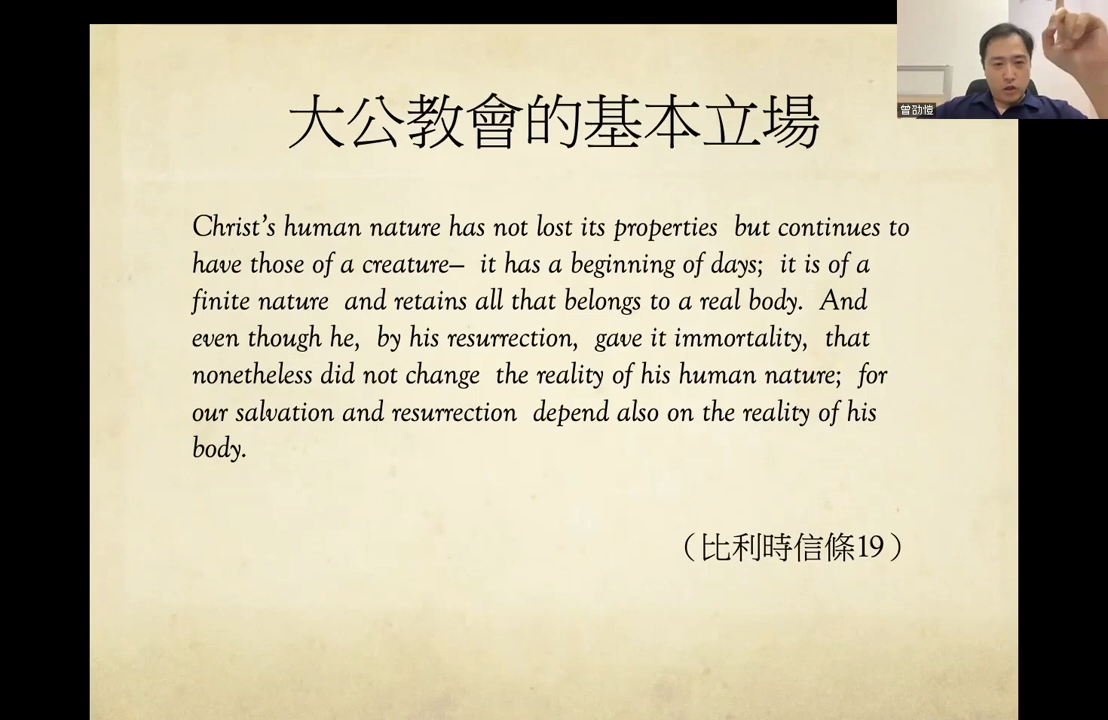 大公教會的基本立場
曾劭愷
Christ’s human nature has not lost its properties but continues to
have those of a creature– it has a beginning of days; it is of a
finite nature and retains all that belongs to a real body. And
even though he, by his resurrection, gave it immortality, that
nonetheless did not change the reality of his human nature; for
our salvation and resurrection depend also on the reality of his
body.
（比利時信條19）